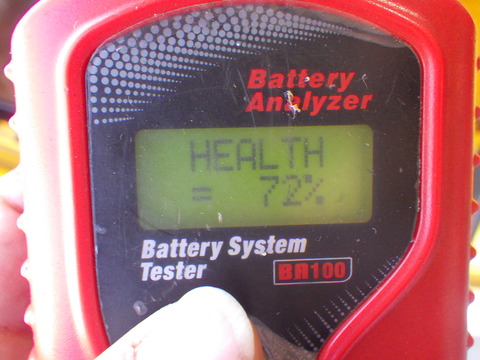 Battery
Analyzer
HEALTH
= 72%
Battery System
Tester
BA100